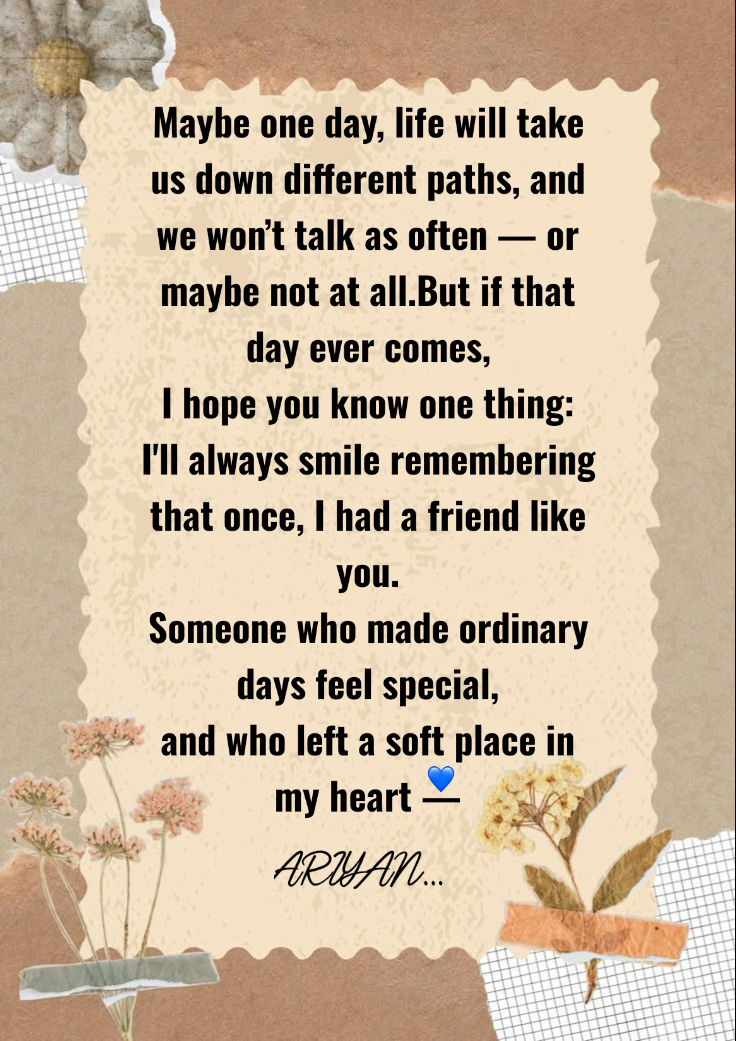 Maybe one day, life will take
us down different paths, and
we won’t talk as often — or
maybe not at all.But if that
day ever comes,
I hope you know one thing:
I'll always smile remembering
that once, I had a friend like
you.
Someone who made ordinary
days feel special,
and who left a soft place in
my heart 💙—
ARIYAN...